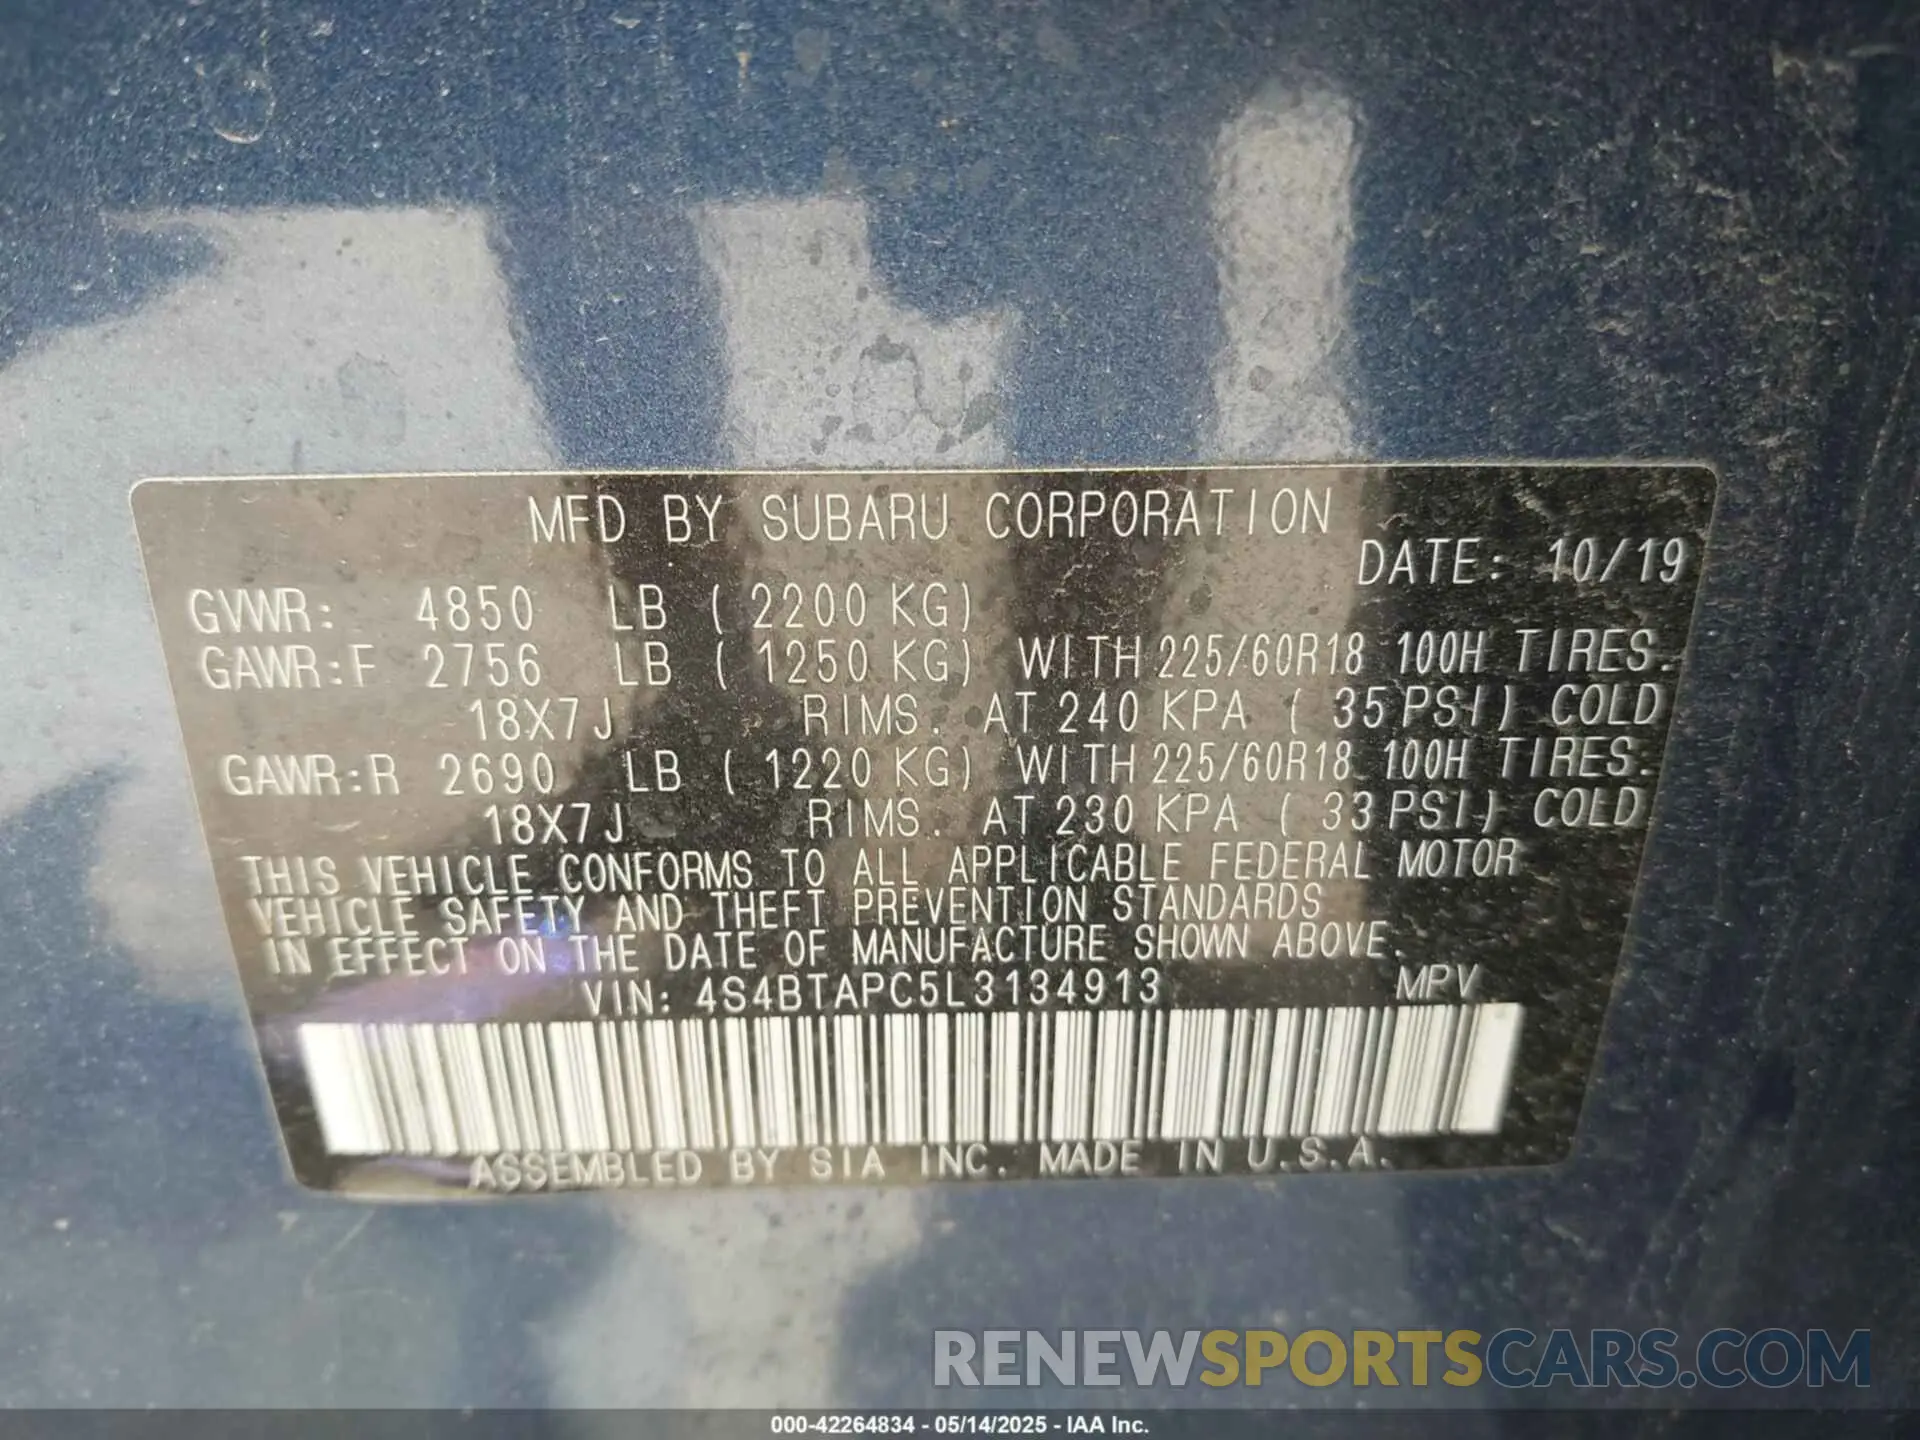 MFD BY SUBARU CORPORATION
DATE: 10/19
GVWR: 4850 LB ( 2200 KG)
GAWR:F 2756 LB ( 1250 KG) WITH 225/60R18 100H TIRES.
18X7J RIMS. AT 240 KPA ( 35 PSI) COLD
GAWR:R 2690 LB ( 1220 KG) WITH 225/60R18 100H TIRES.
18X7J RIMS. AT 230 KPA ( 33 PSI) COLD
THIS VEHICLE CONFORMS TO ALL APPLICABLE FEDERAL MOTOR
VEHICLE SAFETY AND THEFT PREVENTION STANDARDS
IN EFFECT ON THE DATE OF MANUFACTURE SHOWN ABOVE.
VIN: 4S4BTAPC5L3134913 MPV
ASSEMBLED BY SIA INC. MADE IN U.S.A.
RENEWSPORTSCARS.COM
000-42264834 - 05/14/2025 - IAA Inc.